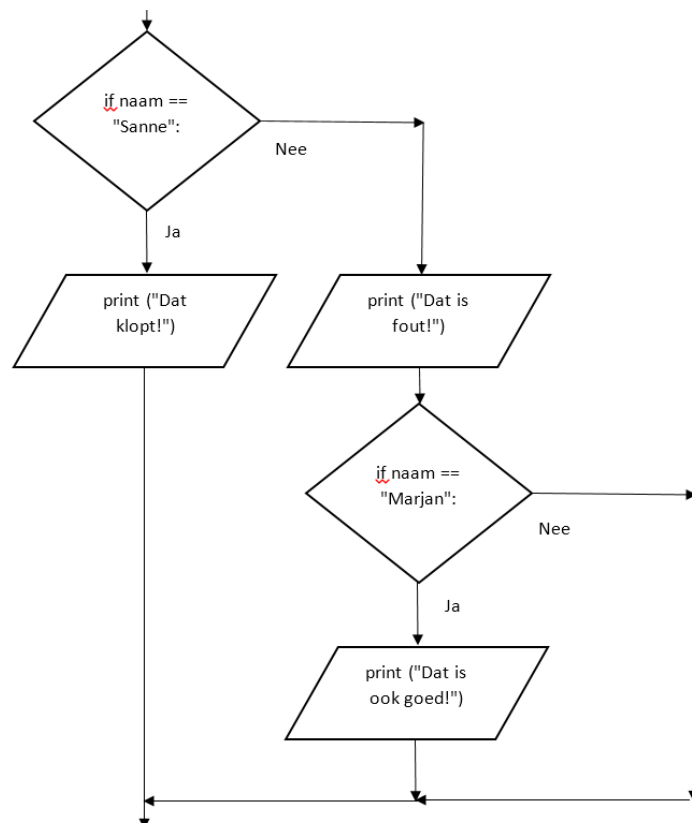 if naam ==
"Sanne":
Nee
Ja
print ("Dat
klopt!")
print ("Dat is
fout!")
if naam ==
"Marjan":
Nee
Ja
print ("Dat is
ook goed!")